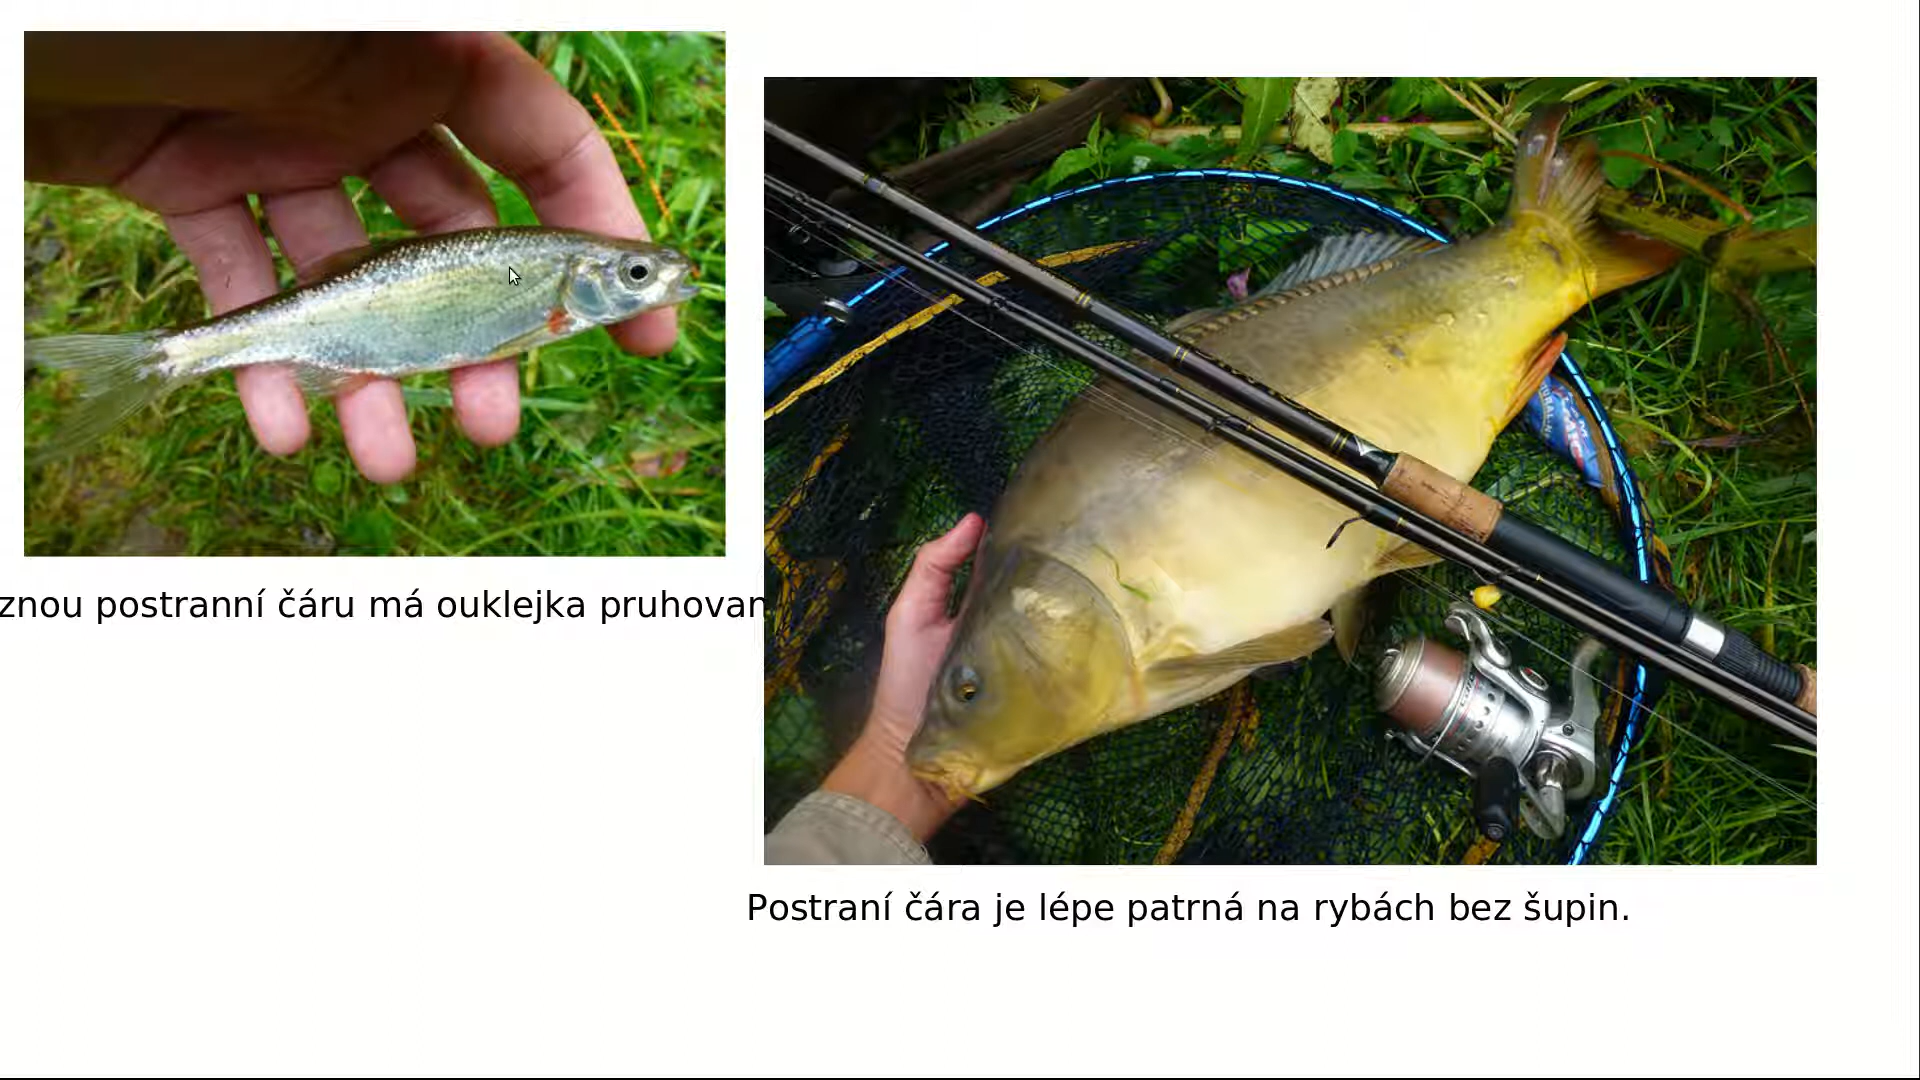 znou postranní čáru má ouklejka pruhovan
Postraní čára je lépe patrná na rybách bez šupin.